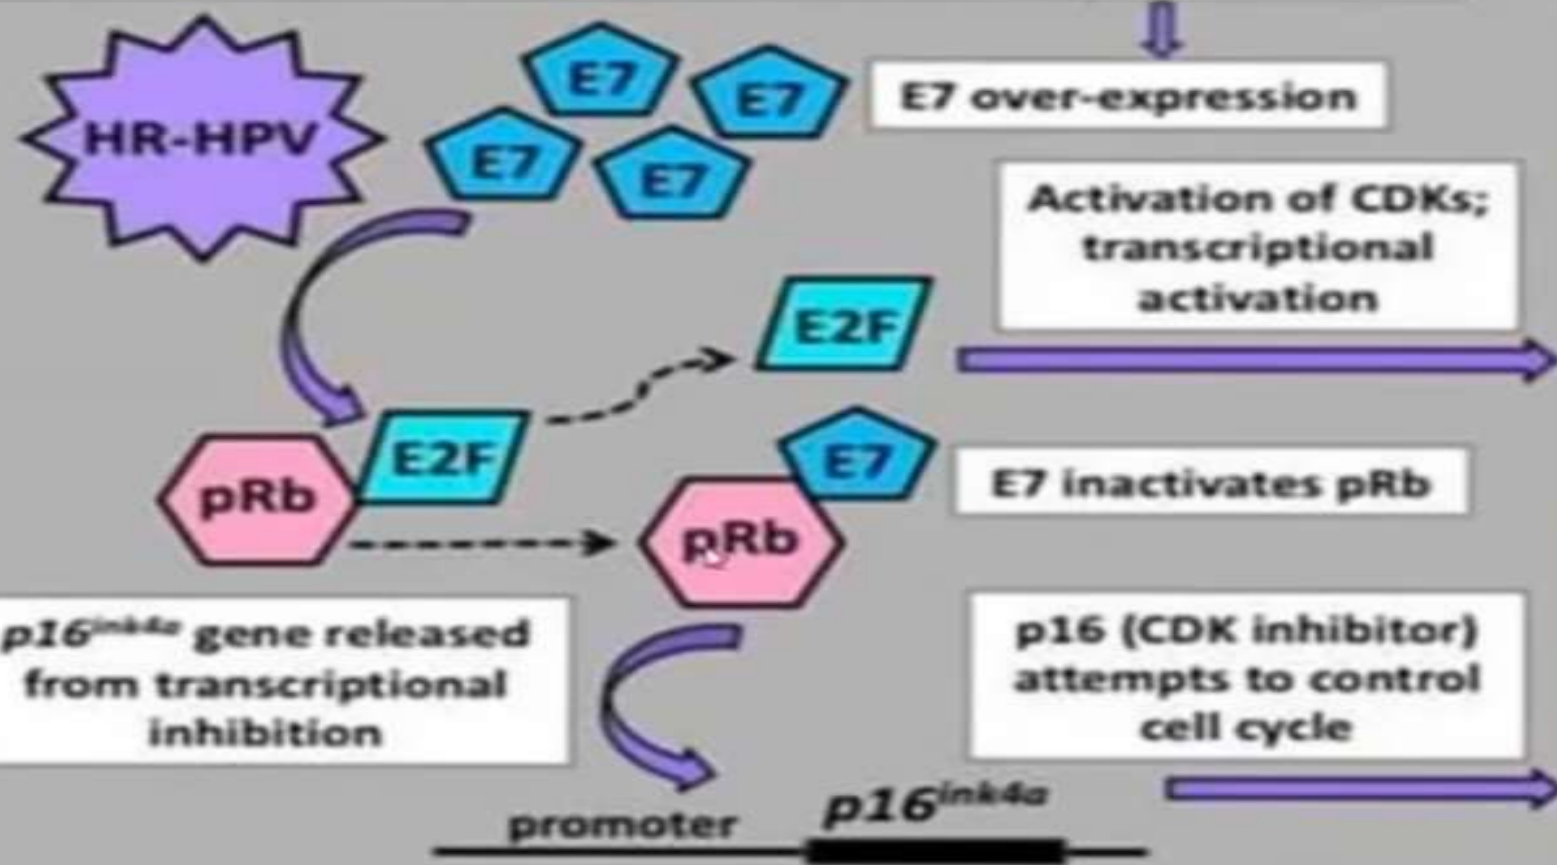 HR-HPV
E7
E7
E7
E7
E7 over-expression
Activation of CDKs;
transcriptional
activation
E2F
E2F
pRb
E7
pRb
E7 inactivates pRb
p16ink4a gene released
from transcriptional
inhibition
p16 (CDK inhibitor)
attempts to control
cell cycle
promoter
p16ink4a